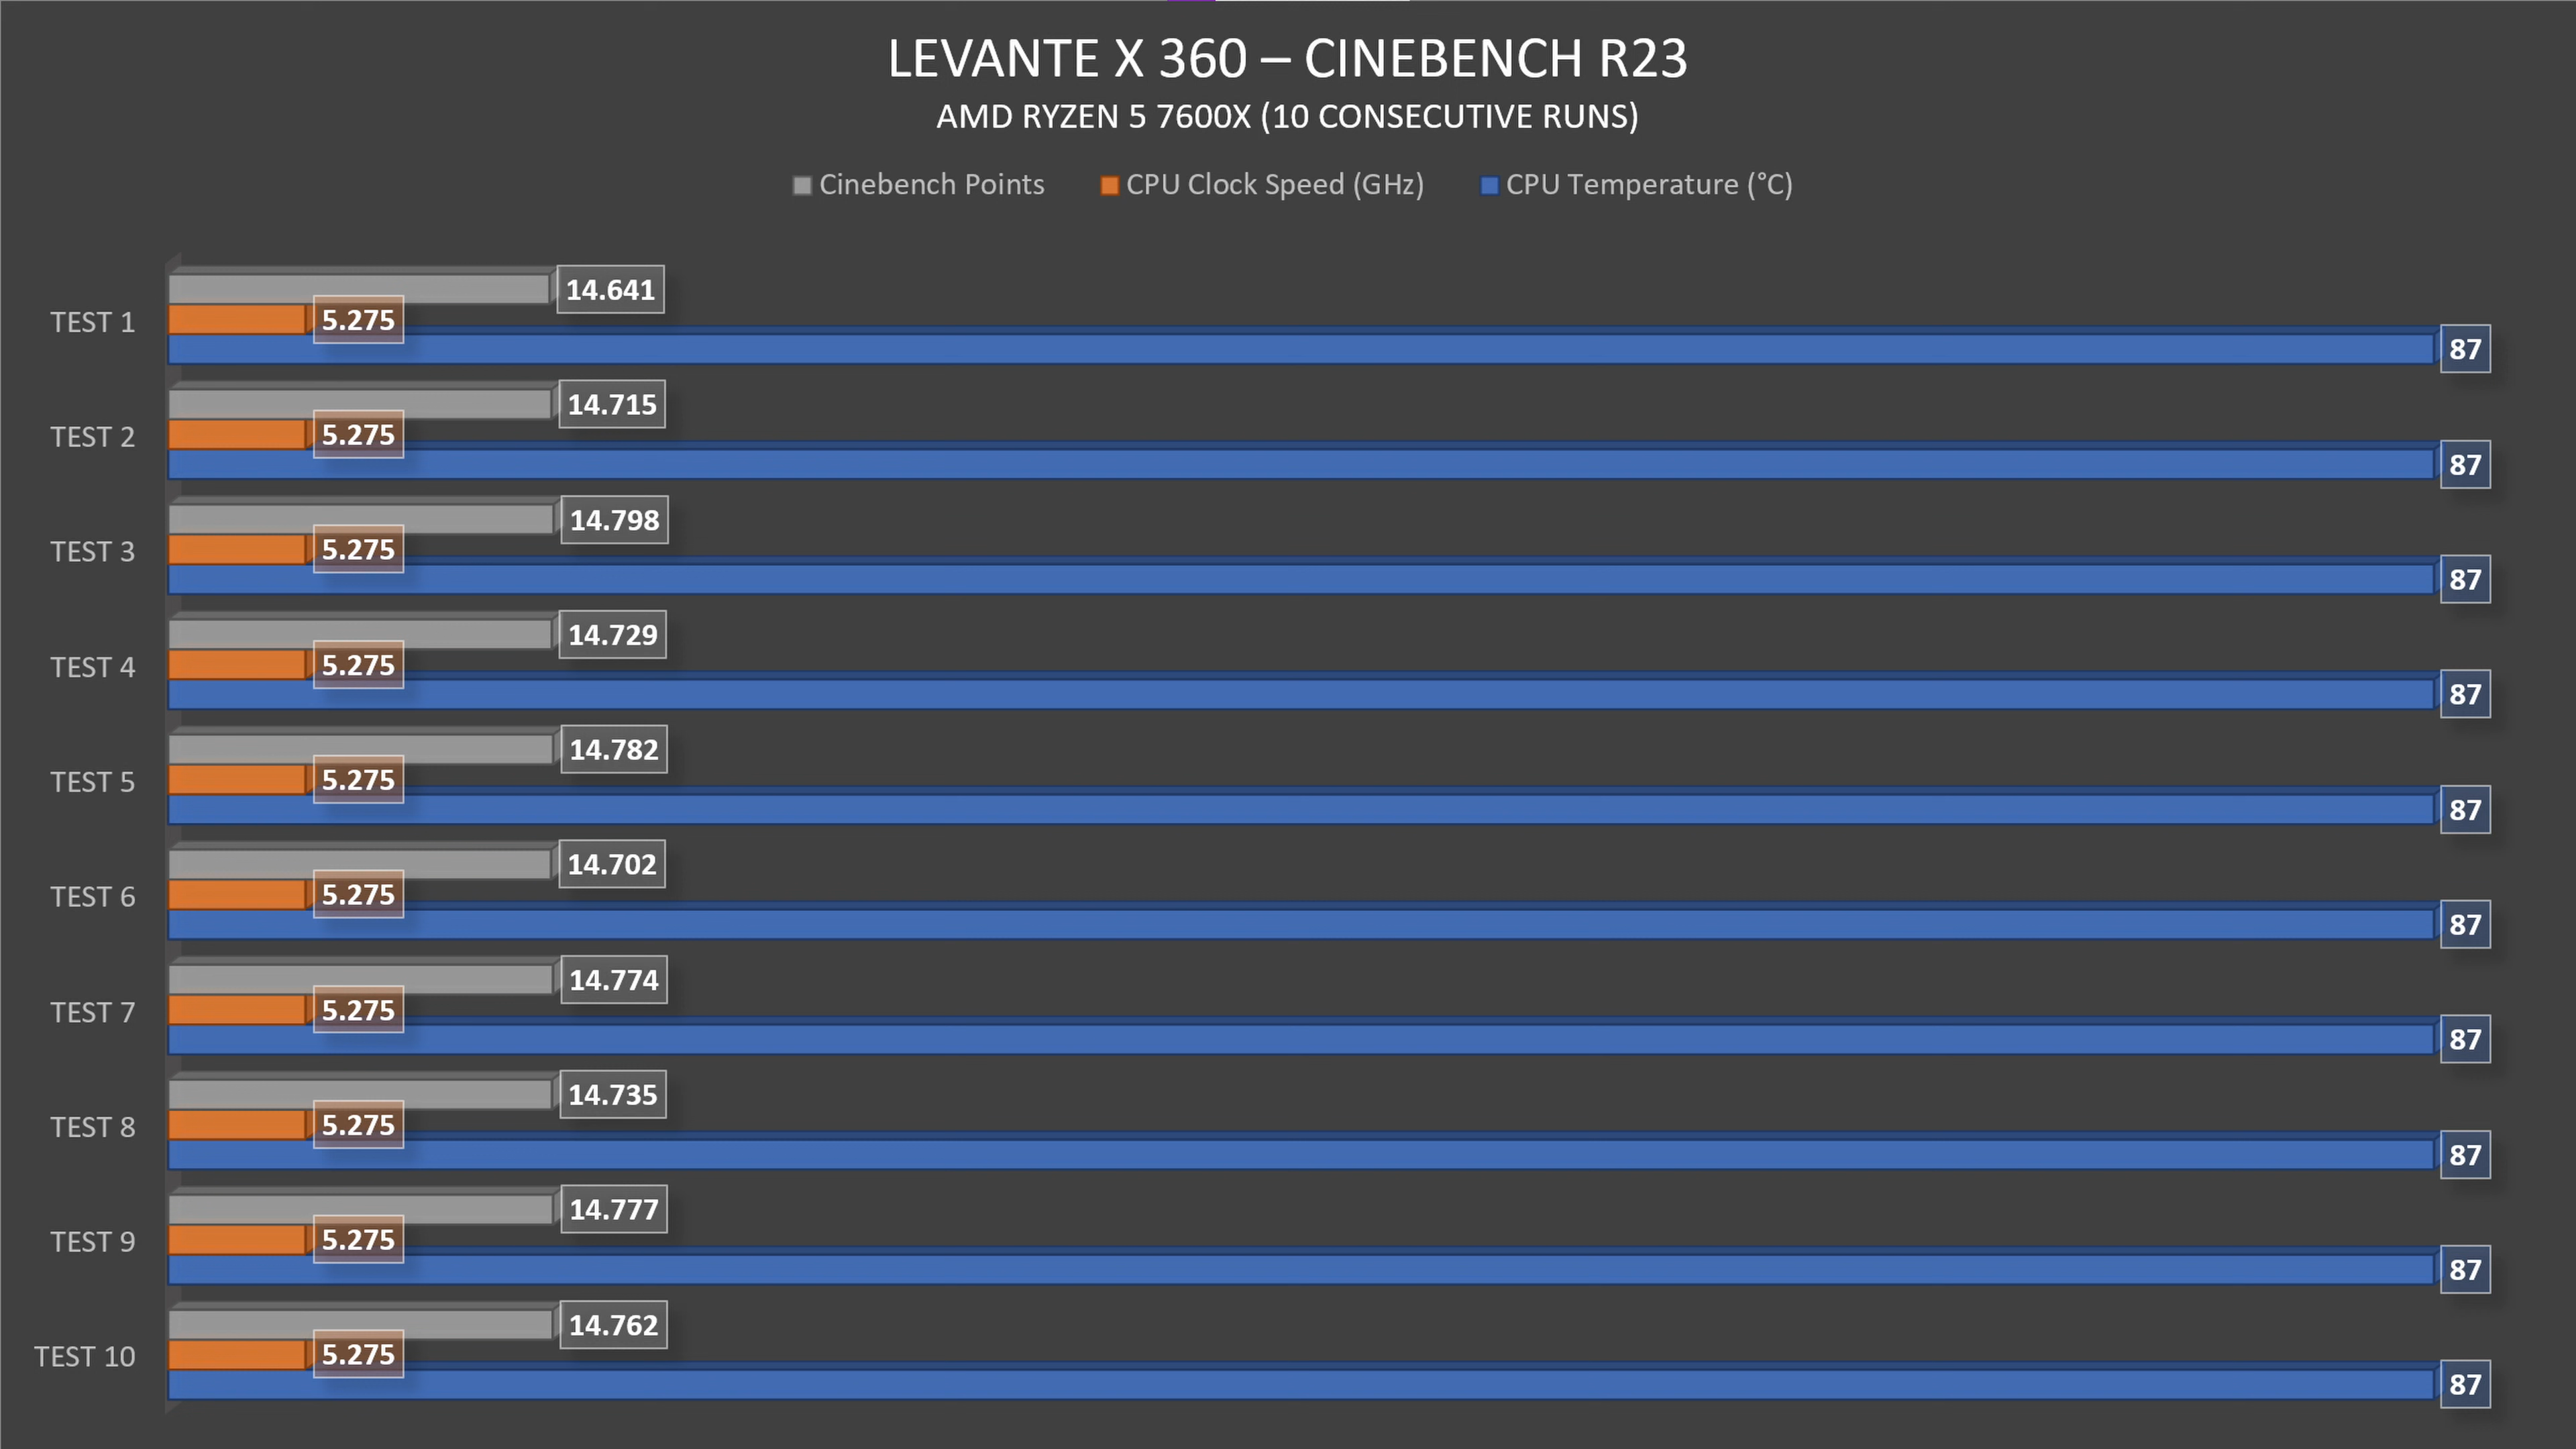 LEVANTE X 360 – CINEBENCH R23
AMD RYZEN 5 7600X (10 CONSECUTIVE RUNS)
Cinebench Points CPU Clock Speed (GHz) CPU Temperature (°C)
14.641
TEST 1 5.275
87
14.715
TEST 2 5.275
87
14.798
TEST 3 5.275
87
14.729
TEST 4 5.275
87
14.782
TEST 5 5.275
87
14.702
TEST 6 5.275
87
14.774
TEST 7 5.275
87
14.735
TEST 8 5.275
87
14.777
TEST 9 5.275
87
14.762
TEST 10 5.275
87